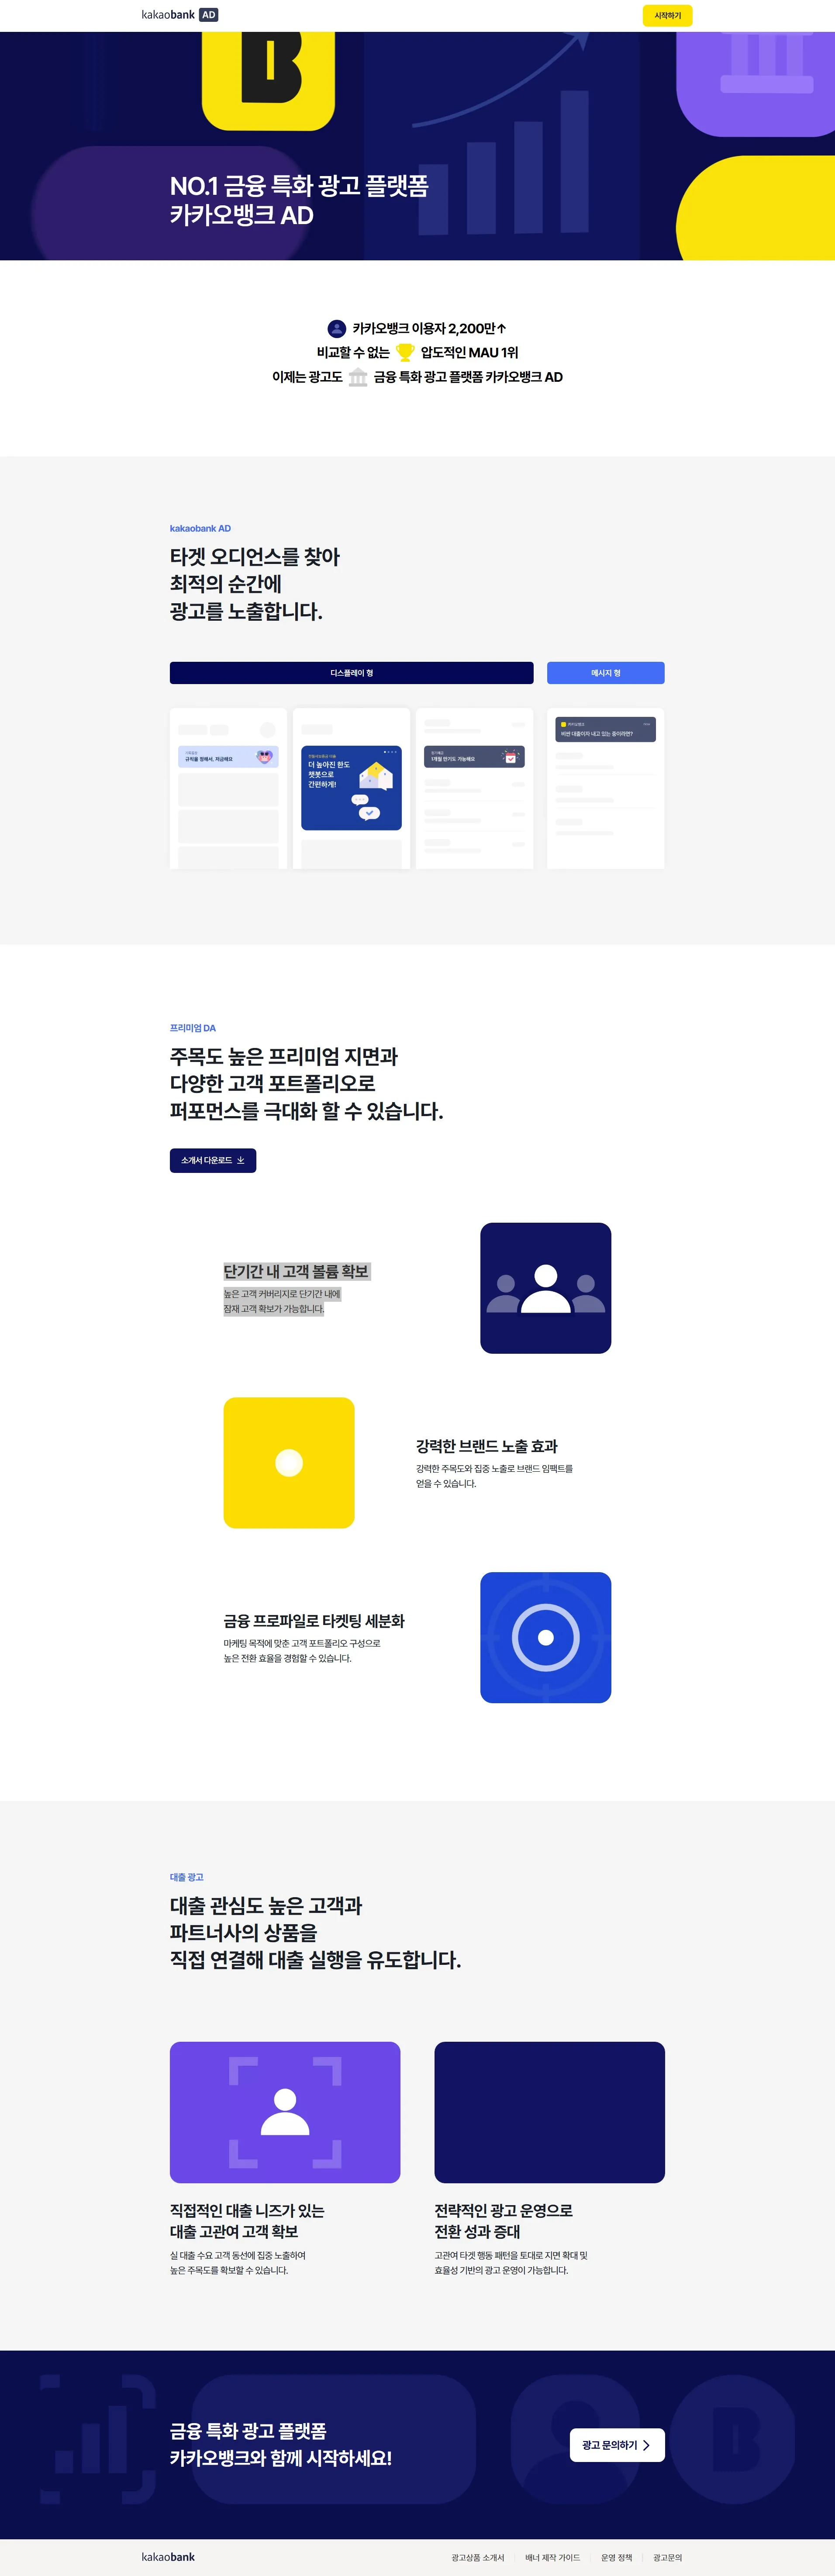 kakaobank AD
시작하기
NO.1 금융 특화 광고 플랫폼
카카오뱅크 AD
카카오뱅크 이용자 2,200만↑
비교할 수 없는 압도적인 MAU 1위
이제는 광고도 금융 특화 광고 플랫폼 카카오뱅크 AD
kakaobank AD
타겟 오디언스를 찾아
최적의 순간에
광고를 노출합니다.
디스플레이 형
메시지 형
규칙을 정해서, 저금해요
더 높아진 한도
챗봇으로
간편하게!
1개월 만기도 가능해요
카카오뱅크
비싼 대출이자 내고 있는 중이라면?
프리미엄 DA
주목도 높은 프리미엄 지면과
다양한 고객 포트폴리오로
퍼포먼스를 극대화 할 수 있습니다.
소개서 다운로드
단기간 내 고객 볼륨 확보
높은 고객 커버리지로 단기간 내에
잠재 고객 확보가 가능합니다.
강력한 브랜드 노출 효과
강력한 주목도와 집중 노출로 브랜드 임팩트를
얻을 수 있습니다.
금융 프로파일로 타켓팅 세분화
마케팅 목적에 맞춘 고객 포트폴리오 구성으로
높은 전환 효율을 경험할 수 있습니다.
대출 광고
대출 관심도 높은 고객과
파트너사의 상품을
직접 연결해 대출 실행을 유도합니다.
직접적인 대출 니즈가 있는
대출 고관여 고객 확보
실 대출 수요 고객 동선에 집중 노출하여
높은 주목도를 확보할 수 있습니다.
전략적인 광고 운영으로
전환 성과 증대
고관여 타겟 행동 패턴을 토대로 지면 확대 및
효율성 기반의 광고 운영이 가능합니다.
금융 특화 광고 플랫폼
카카오뱅크와 함께 시작하세요!
광고 문의하기
kakaobank
광고상품 소개서
배너 제작 가이드
운영 정책
광고문의